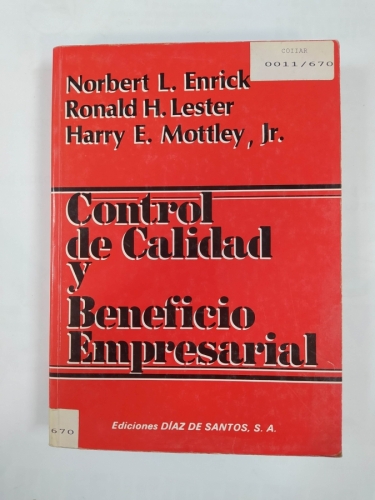 COIIAR
0011/670
Norbert L. Enrick
Ronald H. Lester
Harry E. Mottley, Jr.
Control
de Calidad
y
Beneficio
Empresarial
Ediciones DÍAZ DE SANTOS, S. A.
670